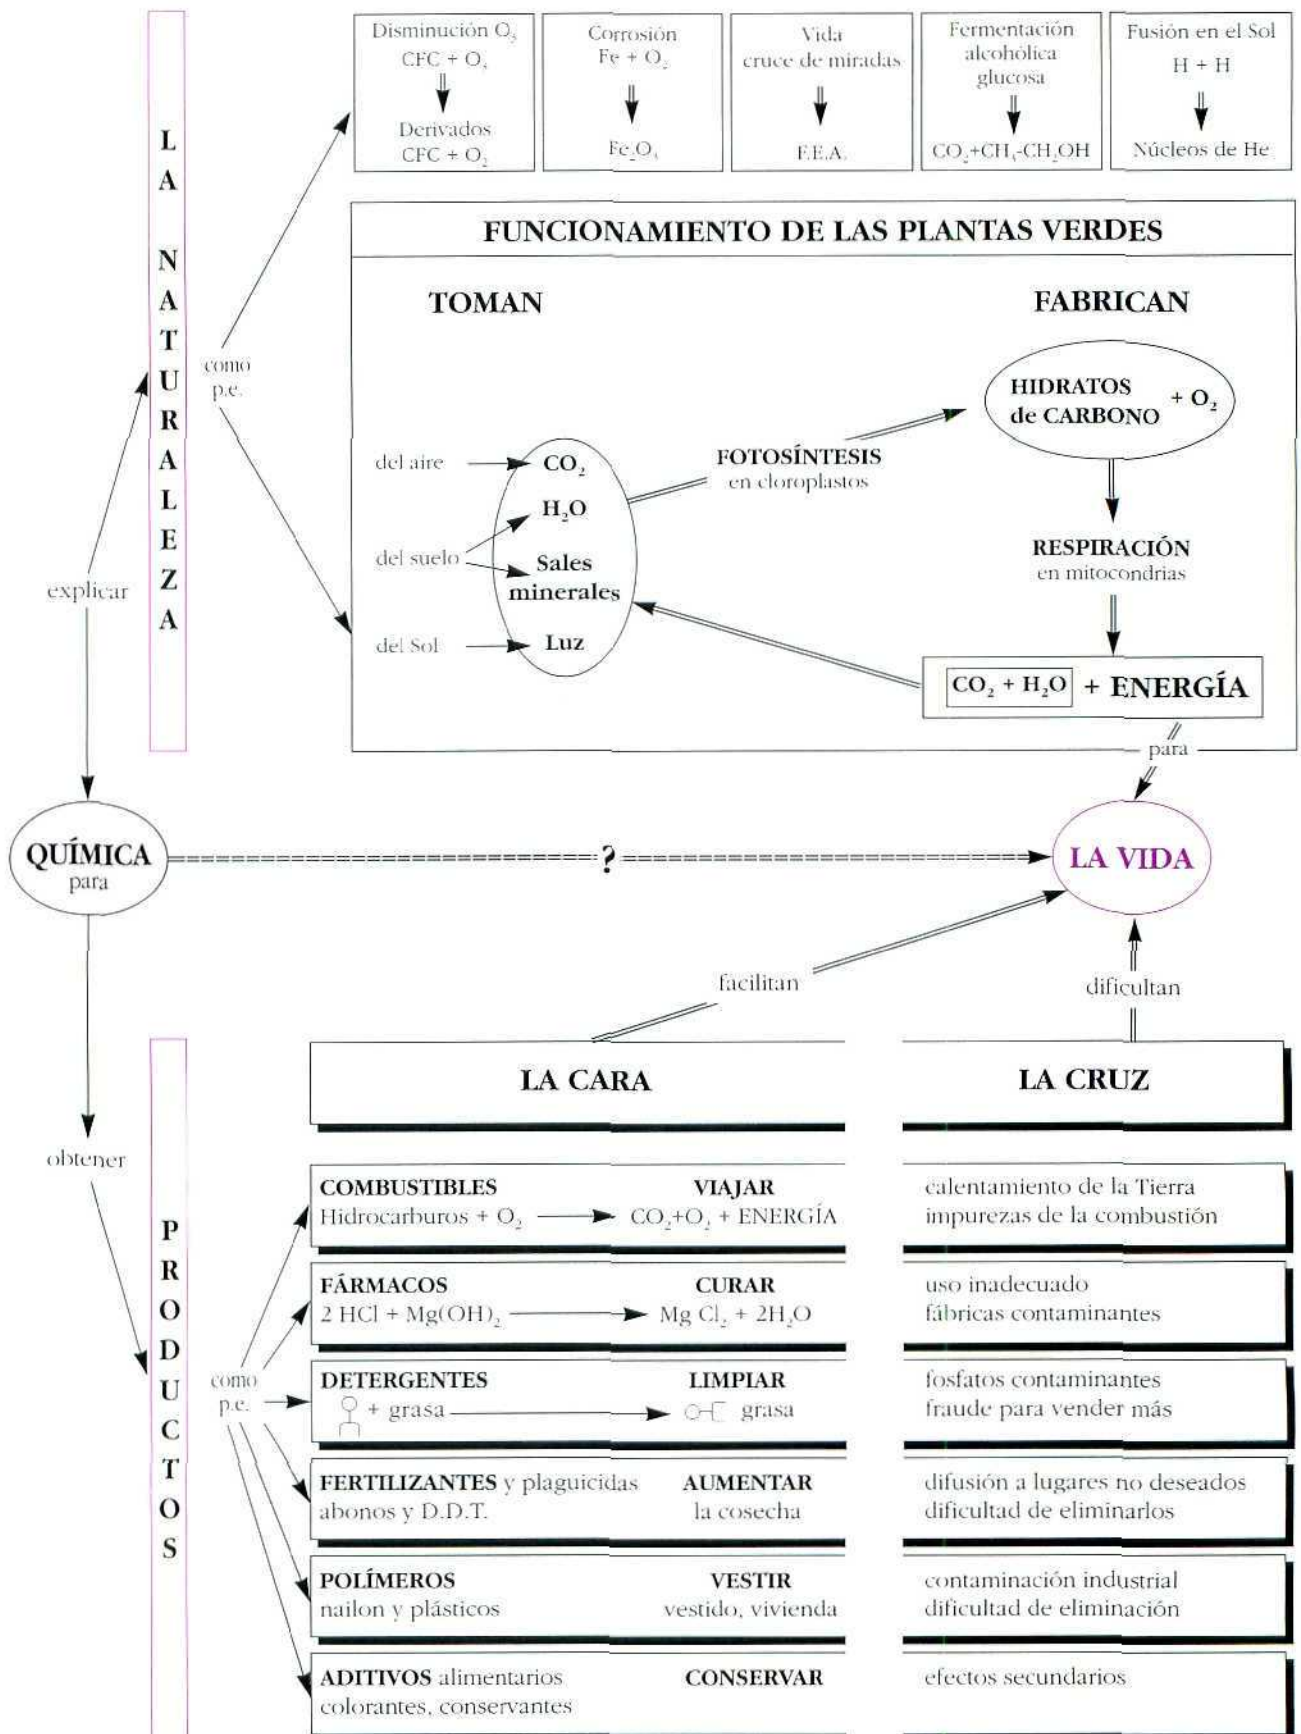 Disminución O₃
CFC + O₃
Derivados
CFC + O₂
Corrosión
Fe + O₂
Fe₂O₃
Vida
cruce de miradas
F.E.A.
Fermentación
alcohólica
glucosa
CO₂+CH₃-CH₂OH
Fusión en el Sol
H + H
Núcleos de He
LA NATURALEZA
como
p.e.
explicar
FUNCIONAMIENTO DE LAS PLANTAS VERDES
TOMAN
FABRICAN
HIDRATOS
de CARBONO + O₂
del aire
CO₂
H₂O
del suelo
Sales
minerales
del Sol
Luz
FOTOSÍNTESIS
en cloroplastos
RESPIRACIÓN
en mitocondrias
CO₂ + H₂O + ENERGÍA
para
QUÍMICA
para
?
LA VIDA
facilitan
dificultan
obtener
PRODUCTOS
como
p.e.
LA CARA
LA CRUZ
COMBUSTIBLES VIAJAR calentamiento de la Tierra
Hidrocarburos + O₂ CO₂+O₂ + ENERGÍA impurezas de la combustión
FÁRMACOS CURAR uso inadecuado
2 HCl + Mg(OH)₂ Mg Cl₂ + 2H₂O fábricas contaminantes
DETERGENTES LIMPIAR fosfatos contaminantes
+ grasa grasa fraude para vender más
FERTILIZANTES y plaguicidas AUMENTAR difusión a lugares no deseados
abonos y D.D.T. la cosecha dificultad de eliminarlos
POLÍMEROS VESTIR contaminación industrial
nailon y plásticos vestido, vivienda dificultad de eliminación
ADITIVOS alimentarios CONSERVAR efectos secundarios
colorantes, conservantes